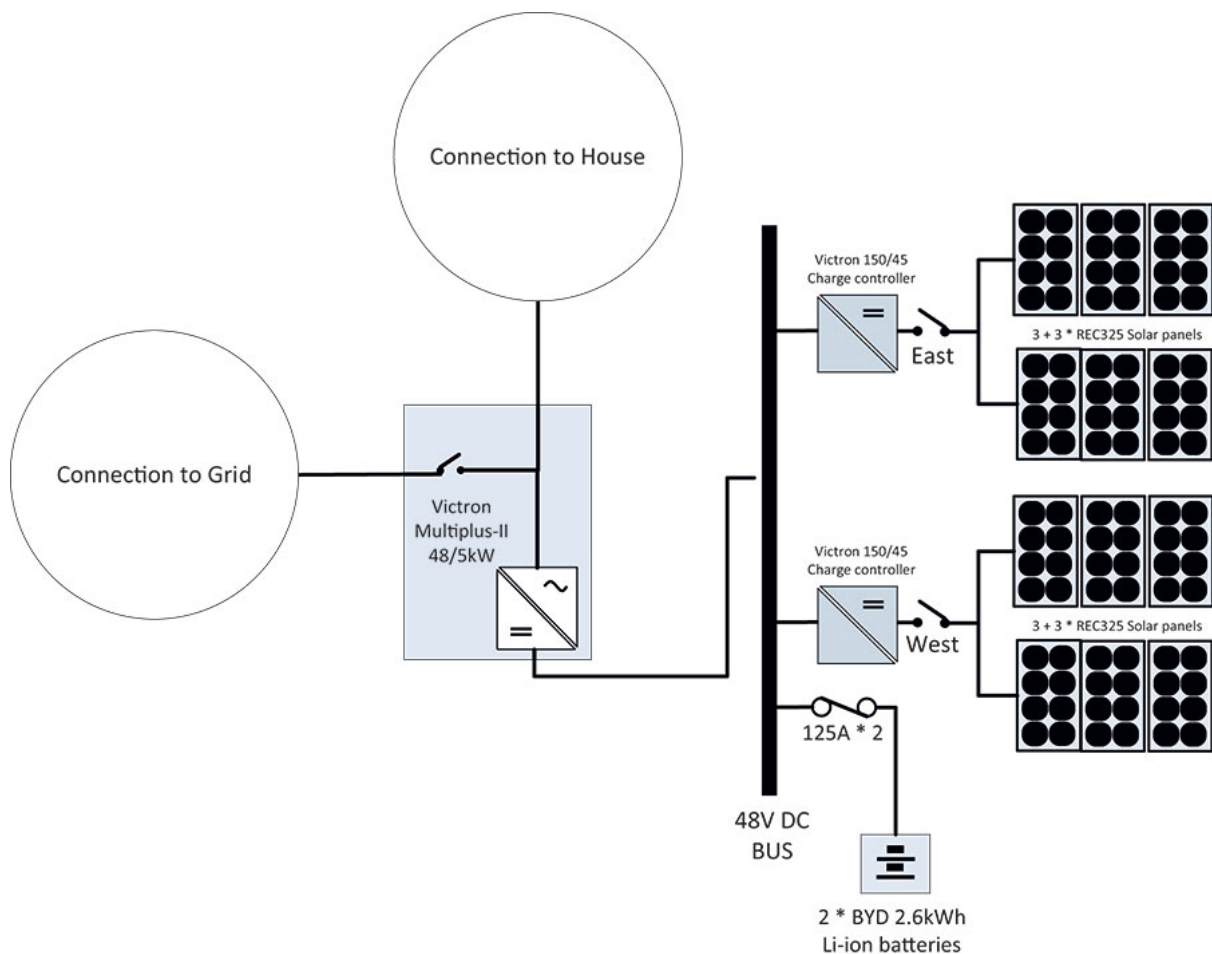 Connection to House
Connection to Grid
Victron
Multiplus-II
48/5kW
Victron 150/45
Charge controller
East
3 + 3 * REC325 Solar panels
Victron 150/45
Charge controller
West
3 + 3 * REC325 Solar panels
125A * 2
48V DC
BUS
2 * BYD 2.6kWh
Li-ion batteries